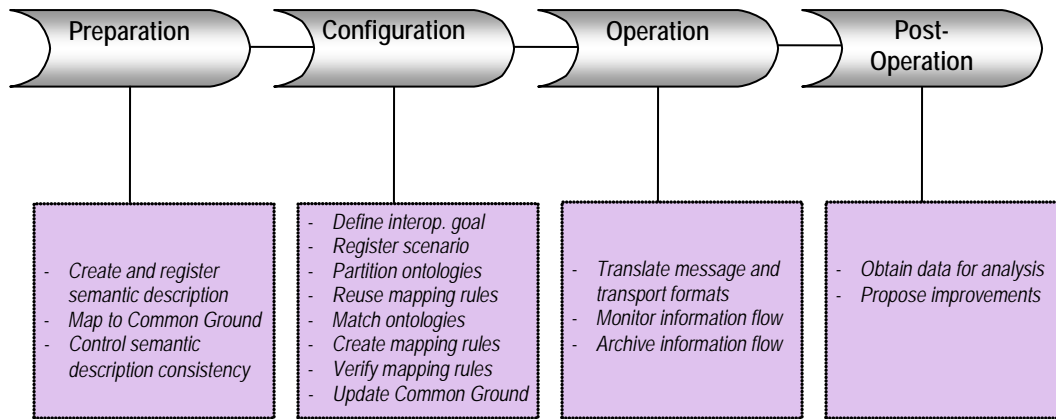 Preparation
Configuration
Operation
Post-
Operation
- Create and register
semantic description
- Map to Common Ground
- Control semantic
description consistency
- Define interop. goal
- Register scenario
- Partition ontologies
- Reuse mapping rules
- Match ontologies
- Create mapping rules
- Verify mapping rules
- Update Common Ground
- Translate message and
transport formats
- Monitor information flow
- Archive information flow
- Obtain data for analysis
- Propose improvements